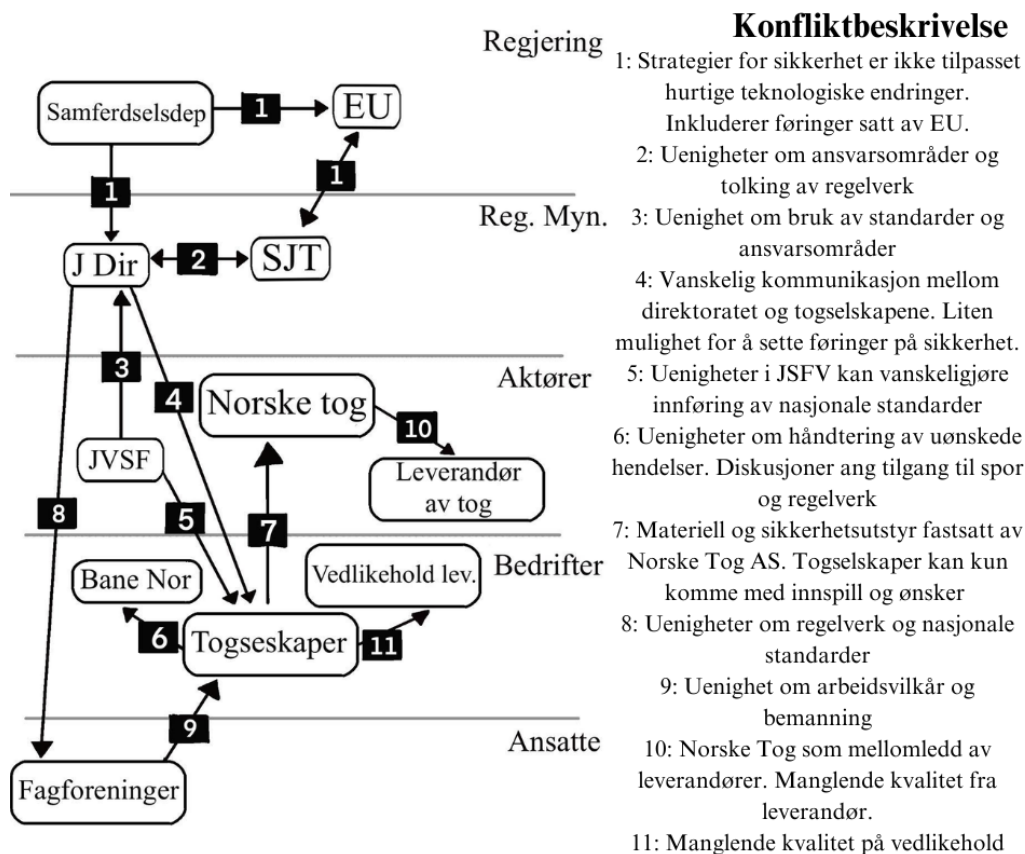 Konfliktbeskrivelse
Regjering
Samferdselsdep
1
EU
1
1
Reg. Myn.
J Dir
2
SJT
3
Aktører
4
Norske tog
10
JVSF
Leverandør
av tog
8
5
7
Bedrifter
Bane Nor
Vedlikehold lev.
6
Togseskaper
11
9
Ansatte
Fagforeninger
1: Strategier for sikkerhet er ikke tilpasset
hurtige teknologiske endringer.
Inkluderer føringer satt av EU.
2: Uenigheter om ansvarsområder og
tolking av regelverk
3: Uenighet om bruk av standarder og
ansvarsområder
4: Vanskelig kommunikasjon mellom
direktoratet og togselskapene. Liten
mulighet for å sette føringer på sikkerhet.
5: Uenigheter i JSFV kan vanskeligjøre
innføring av nasjonale standarder
6: Uenigheter om håndtering av uønskede
hendelser. Diskusjoner ang tilgang til spor
og regelverk
7: Materiell og sikkerhetsutstyr fastsatt av
Norske Tog AS. Togselskaper kan kun
komme med innspill og ønsker
8: Uenigheter om regelverk og nasjonale
standarder
9: Uenighet om arbeidsvilkår og
bemanning
10: Norske Tog som mellomledd av
leverandører. Manglende kvalitet fra
leverandør.
11: Manglende kvalitet på vedlikehold